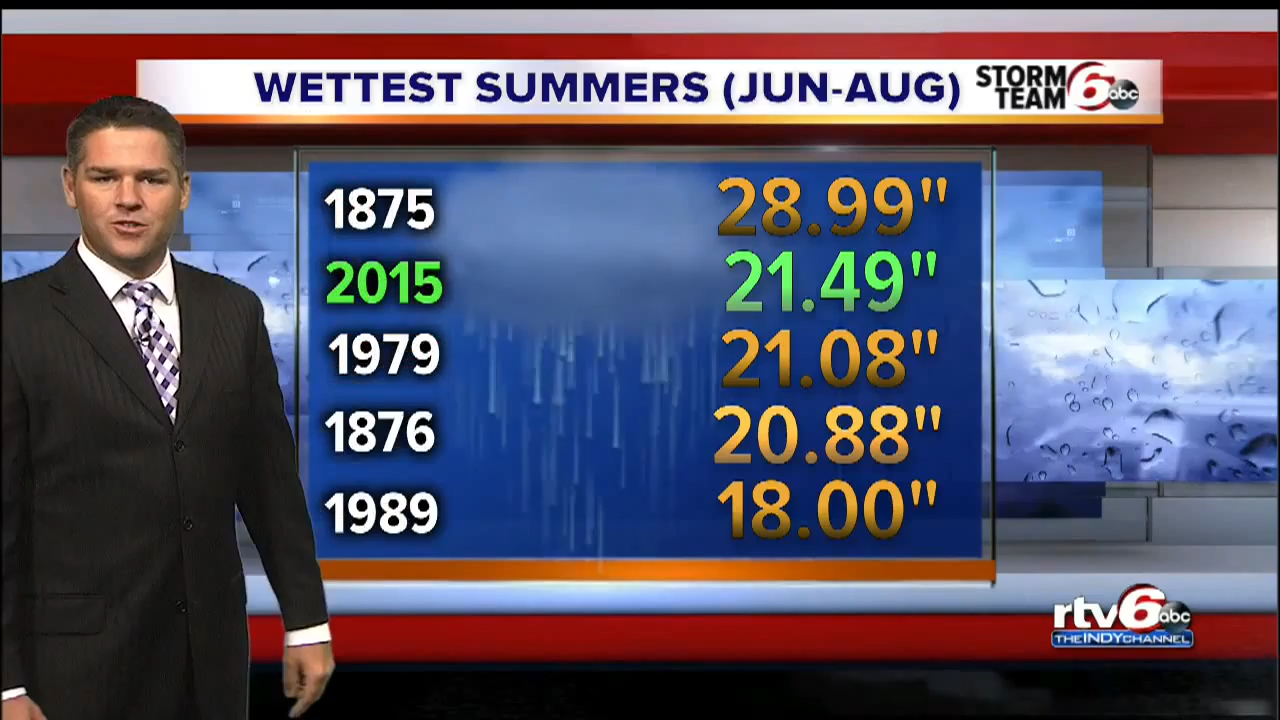 WETTEST SUMMERS (JUN-AUG)
STORM
TEAM 6 abc
1875 28.99"
2015 21.49"
1979 21.08"
1876 20.88"
1989 18.00"
rtv6 abc
THE INDY CHANNEL